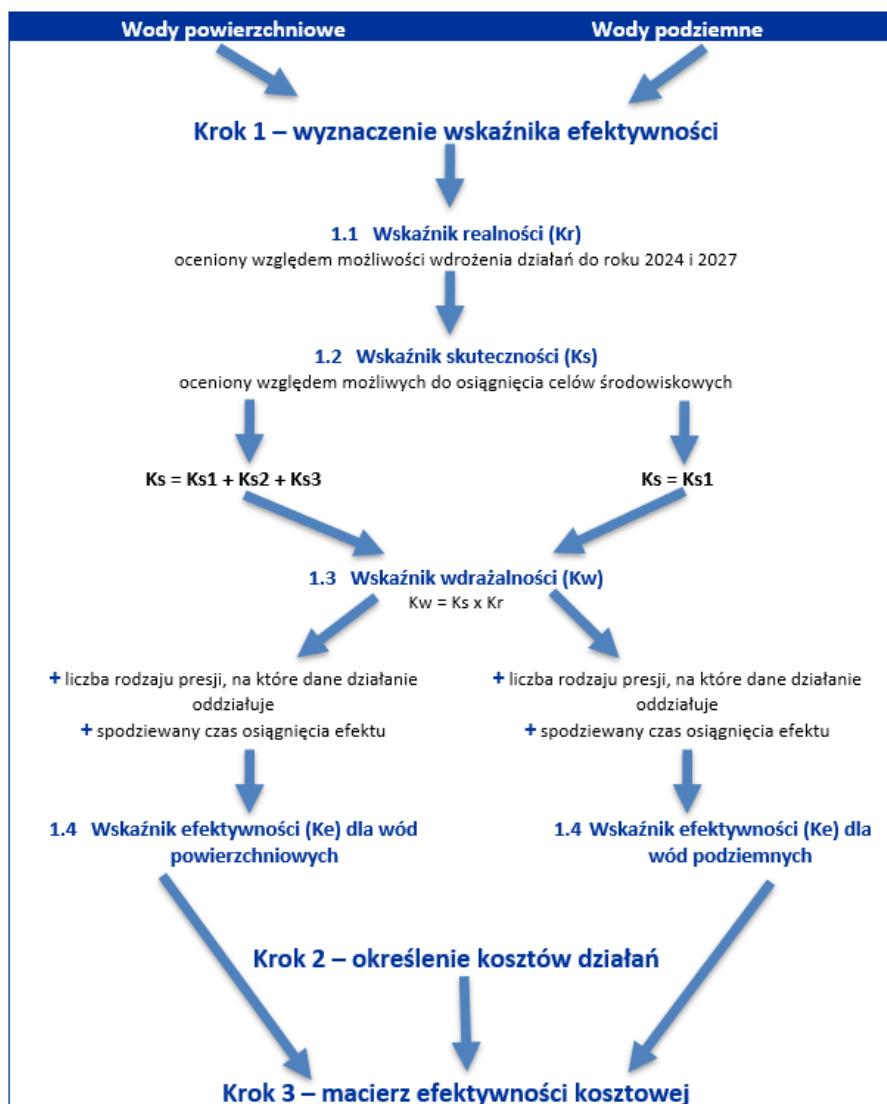 Wody powierzchniowe
Wody podziemne
Krok 1 – wyznaczenie wskaźnika efektywności
1.1 Wskaźnik realności (Kr)
oceniony względem możliwości wdrożenia działań do roku 2024 i 2027
1.2 Wskaźnik skuteczności (Ks)
oceniony względem możliwych do osiągnięcia celów środowiskowych
Ks = Ks1 + Ks2 + Ks3
Ks = Ks1
1.3 Wskaźnik wdrażalności (Kw)
Kw = Ks x Kr
+ liczba rodzaju presji, na które dane działanie
oddziałuje
+ spodziewany czas osiągnięcia efektu
+ liczba rodzaju presji, na które dane działanie
oddziałuje
+ spodziewany czas osiągnięcia efektu
1.4 Wskaźnik efektywności (Ke) dla wód
powierzchniowych
1.4 Wskaźnik efektywności (Ke) dla
wód podziemnych
Krok 2 – określenie kosztów działań
Krok 3 – macierz efektywności kosztowej